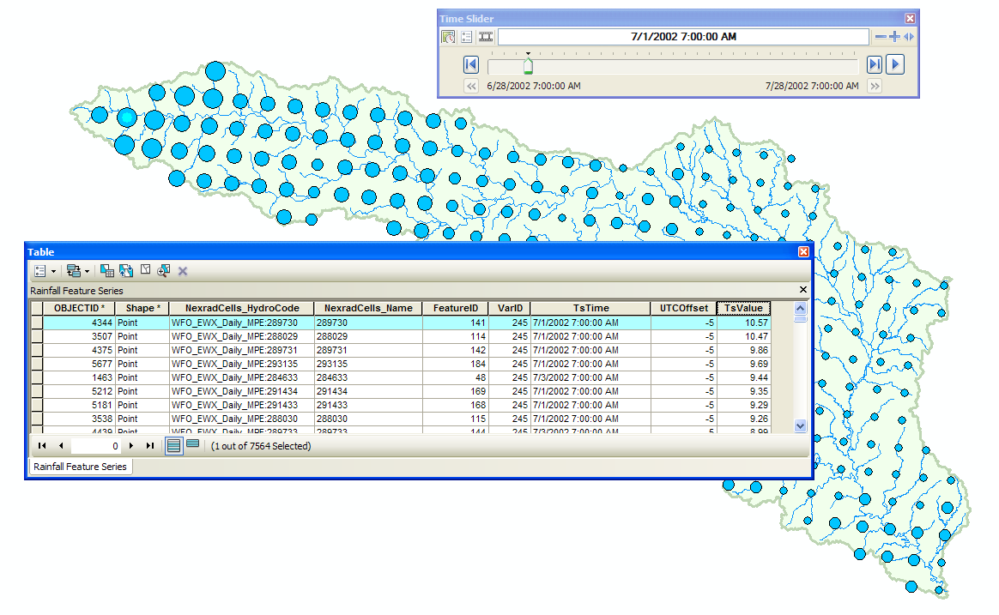 Time Slider
7/1/2002 7:00:00 AM
6/28/2002 7:00:00 AM 7/28/2002 7:00:00 AM
Table
Rainfall Feature Series
OBJECTID * Shape * NexradCells_HydroCode NexradCells_Name FeatureID VarID TsTime UTCOffset TsValue
4344 Point WFO_EWX_Daily_MPE:289730 289730 141 245 7/1/2002 7:00:00 AM -5 10.57
3507 Point WFO_EWX_Daily_MPE:288029 288029 114 245 7/1/2002 7:00:00 AM -5 10.47
4375 Point WFO_EWX_Daily_MPE:289731 289731 142 245 7/1/2002 7:00:00 AM -5 9.86
5677 Point WFO_EWX_Daily_MPE:293135 293135 184 245 7/1/2002 7:00:00 AM -5 9.69
1463 Point WFO_EWX_Daily_MPE:284633 284633 48 245 7/3/2002 7:00:00 AM -5 9.44
5212 Point WFO_EWX_Daily_MPE:291434 291434 169 245 7/1/2002 7:00:00 AM -5 9.35
5181 Point WFO_EWX_Daily_MPE:291433 291433 168 245 7/1/2002 7:00:00 AM -5 9.29
3538 Point WFO_EWX_Daily_MPE:288030 288030 115 245 7/1/2002 7:00:00 AM -5 9.26
4439 Point WFO_EWX_Daily_MPE:289733 289733 144 245 7/3/2002 7:00:00 AM -5 8.99
0 (1 out of 7564 Selected)
Rainfall Feature Series